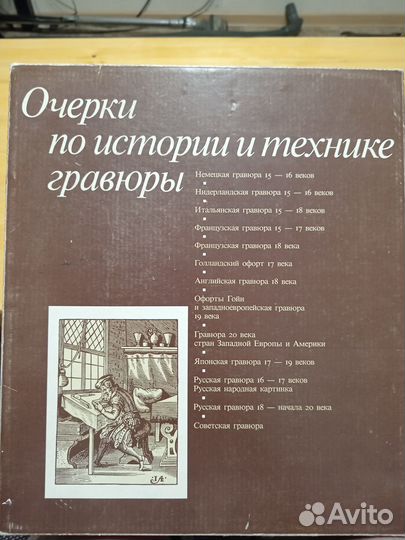 Очерки
по истории и технике
гравюры
Немецкая гравюра 15 — 16 веков
Нидерландская гравюра 15 — 16 веков
Итальянская гравюра 15 — 18 веков
Французская гравюра 15 — 17 веков
Французская гравюра 18 века
Голландский офорт 17 века
Английская гравюра 18 века
Офорты Гойи
и западноевропейская гравюра
19 века
Гравюра 20 века
стран Западной Европы и Америки
Японская гравюра 17 — 19 веков
Русская гравюра 16 — 17 веков
Русская народная картинка
Русская гравюра 18 — начала 20 века
Советская гравюра
IA
Avito